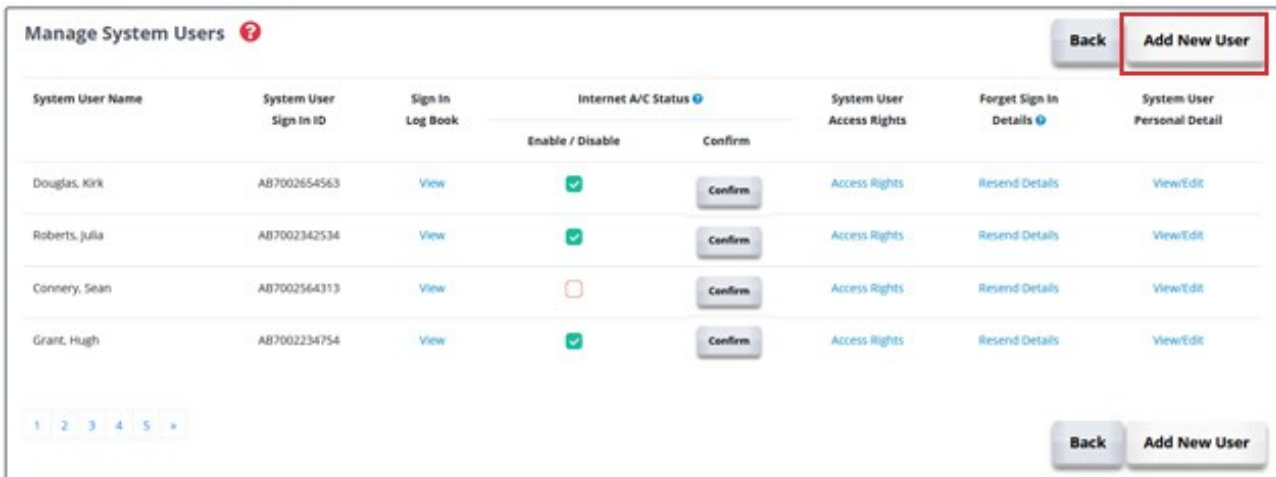 Manage System Users ?
Back Add New User
System User Name System User Sign In Internet A/C Status ? System User Forget Sign In System User
Sign In ID Log Book Access Rights Details ? Personal Detail
Enable / Disable Confirm
Douglas, Kirk AB7002654563 View Confirm Access Rights Resend Details View/Edit
Roberts, Julia AB7002342534 View Confirm Access Rights Resend Details View/Edit
Connery, Sean AB7002564313 View Confirm Access Rights Resend Details View/Edit
Grant, Hugh AB7002234754 View Confirm Access Rights Resend Details View/Edit
1 2 3 4 5 »
Back Add New User